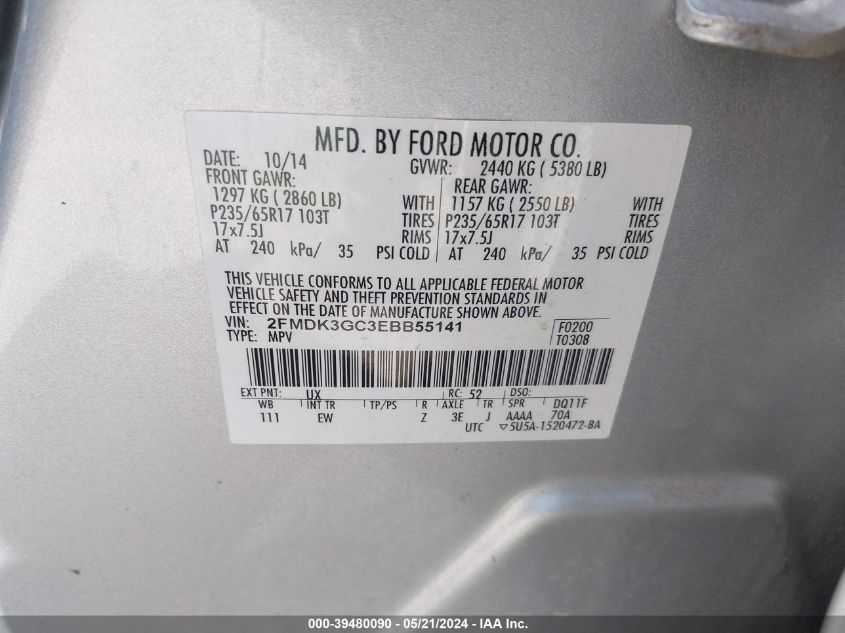 MFD. BY FORD MOTOR CO.
DATE: 10/14 GVWR: 2440 KG ( 5380 LB)
FRONT GAWR: REAR GAWR:
1297 KG ( 2860 LB) WITH 1157 KG ( 2550 LB) WITH
P235/65R17 103T TIRES P235/65R17 103T TIRES
17x7.5J RIMS 17x7.5J RIMS
AT 240 kPa/ 35 PSI COLD AT 240 kPa/ 35 PSI COLD
THIS VEHICLE CONFORMS TO ALL APPLICABLE FEDERAL MOTOR
VEHICLE SAFETY AND THEFT PREVENTION STANDARDS IN
EFFECT ON THE DATE OF MANUFACTURE SHOWN ABOVE.
VIN: 2FMDK3GC3EBB55141 F0200
TYPE: MPV T0308
EXT PNT: UX RC: 52 DSO:
WB INT TR TP/PS R AXLE TR SPR DQ11F
111 EW Z 3E J AAAA 70A
UTC ▽5U5A-1520472-BA
000-39480090 - 05/21/2024 - IAA Inc.